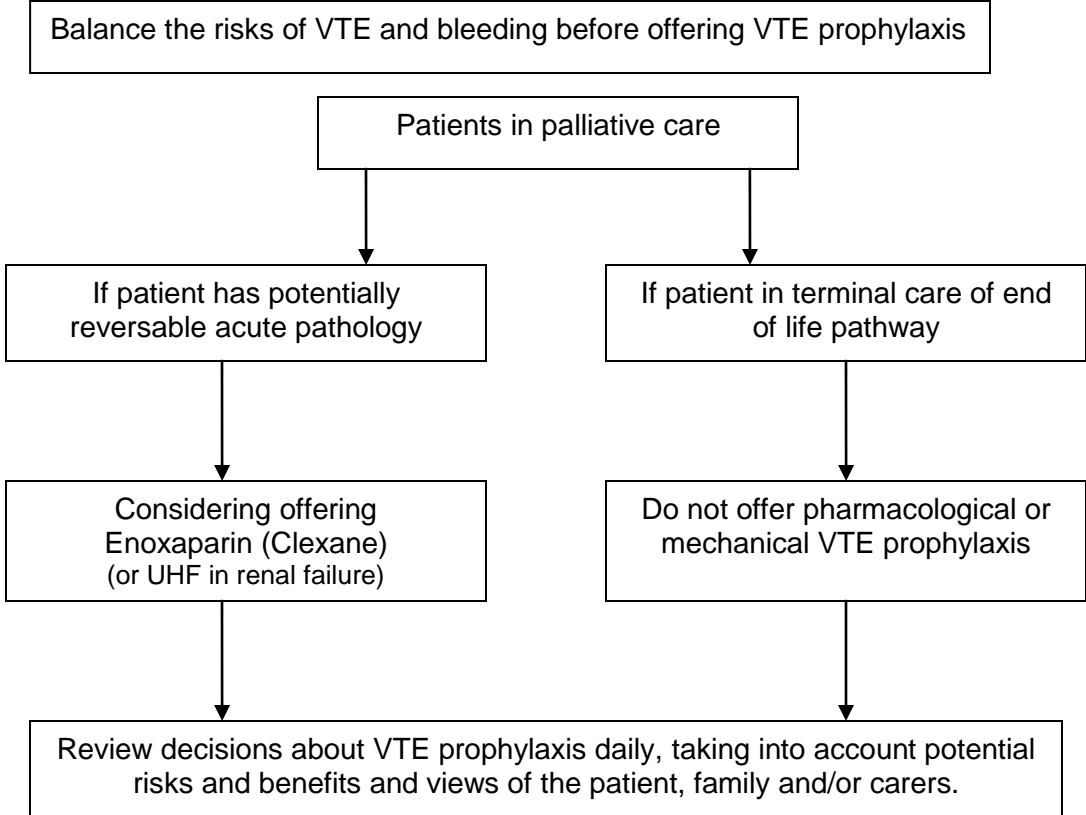 Balance the risks of VTE and bleeding before offering VTE prophylaxis
Patients in palliative care
If patient has potentially
reversable acute pathology
If patient in terminal care of end
of life pathway
Considering offering
Enoxaparin (Clexane)
(or UHF in renal failure)
Do not offer pharmacological or
mechanical VTE prophylaxis
Review decisions about VTE prophylaxis daily, taking into account potential
risks and benefits and views of the patient, family and/or carers.